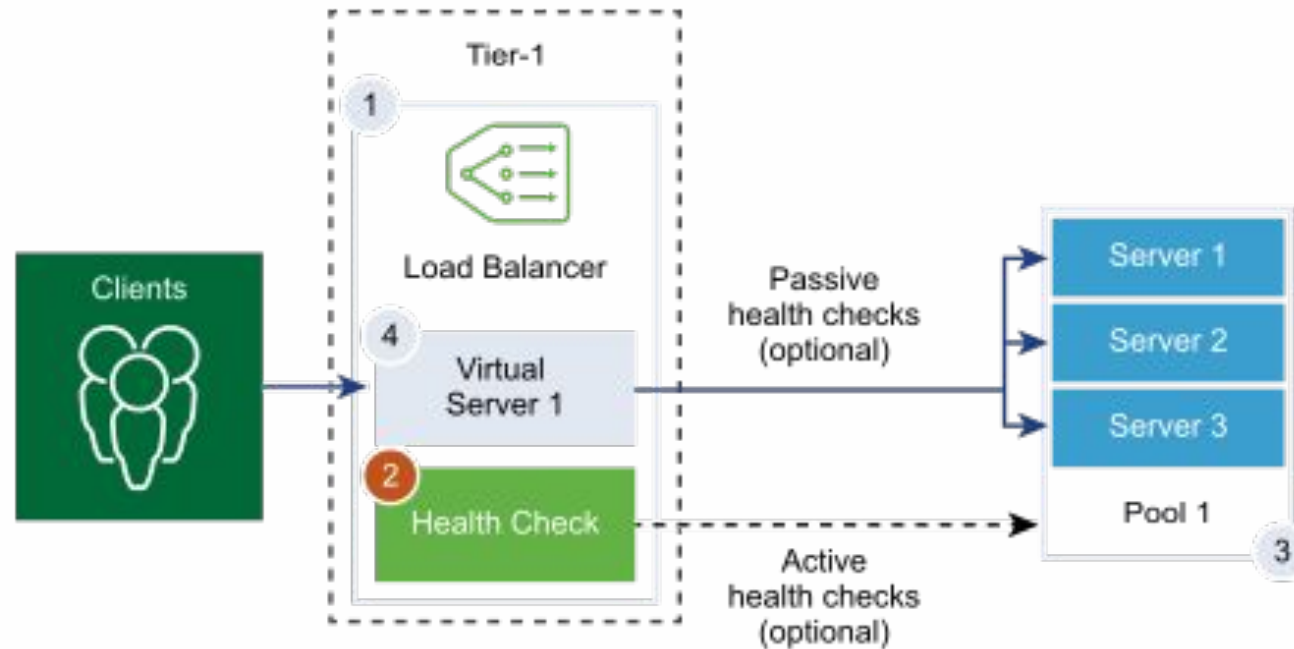 Tier-1
1
Load Balancer
Clients
4
Virtual
Server 1
2
Health Check
Passive
health checks
(optional)
Active
health checks
(optional)
Server 1
Server 2
Server 3
Pool 1
3